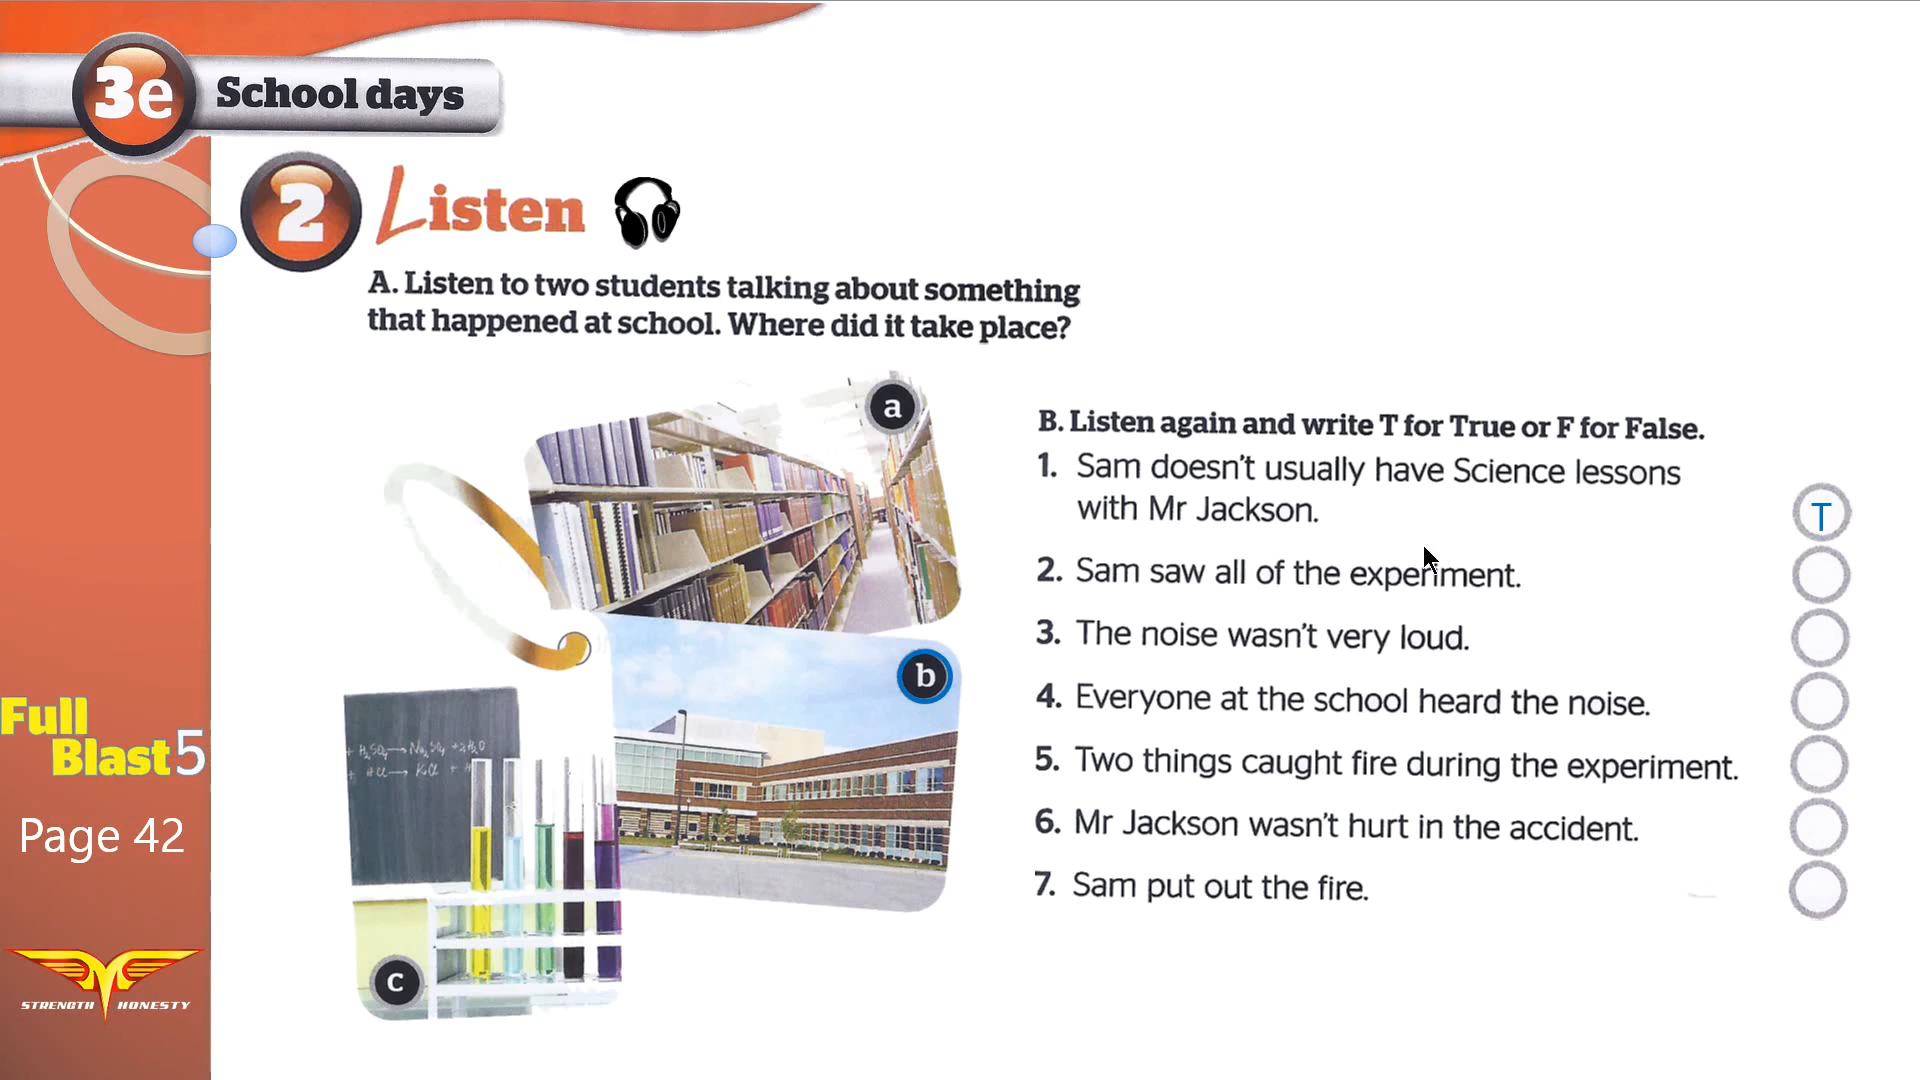 3e School days
2 Listen
A. Listen to two students talking about something
that happened at school. Where did it take place?
a
b
c
B. Listen again and write T for True or F for False.
1. Sam doesn't usually have Science lessons
with Mr Jackson.
T
2. Sam saw all of the experiment.
3. The noise wasn't very loud.
4. Everyone at the school heard the noise.
5. Two things caught fire during the experiment.
6. Mr Jackson wasn't hurt in the accident.
7. Sam put out the fire.
Full
Blast 5
Page 42
STRENGTH HONESTY